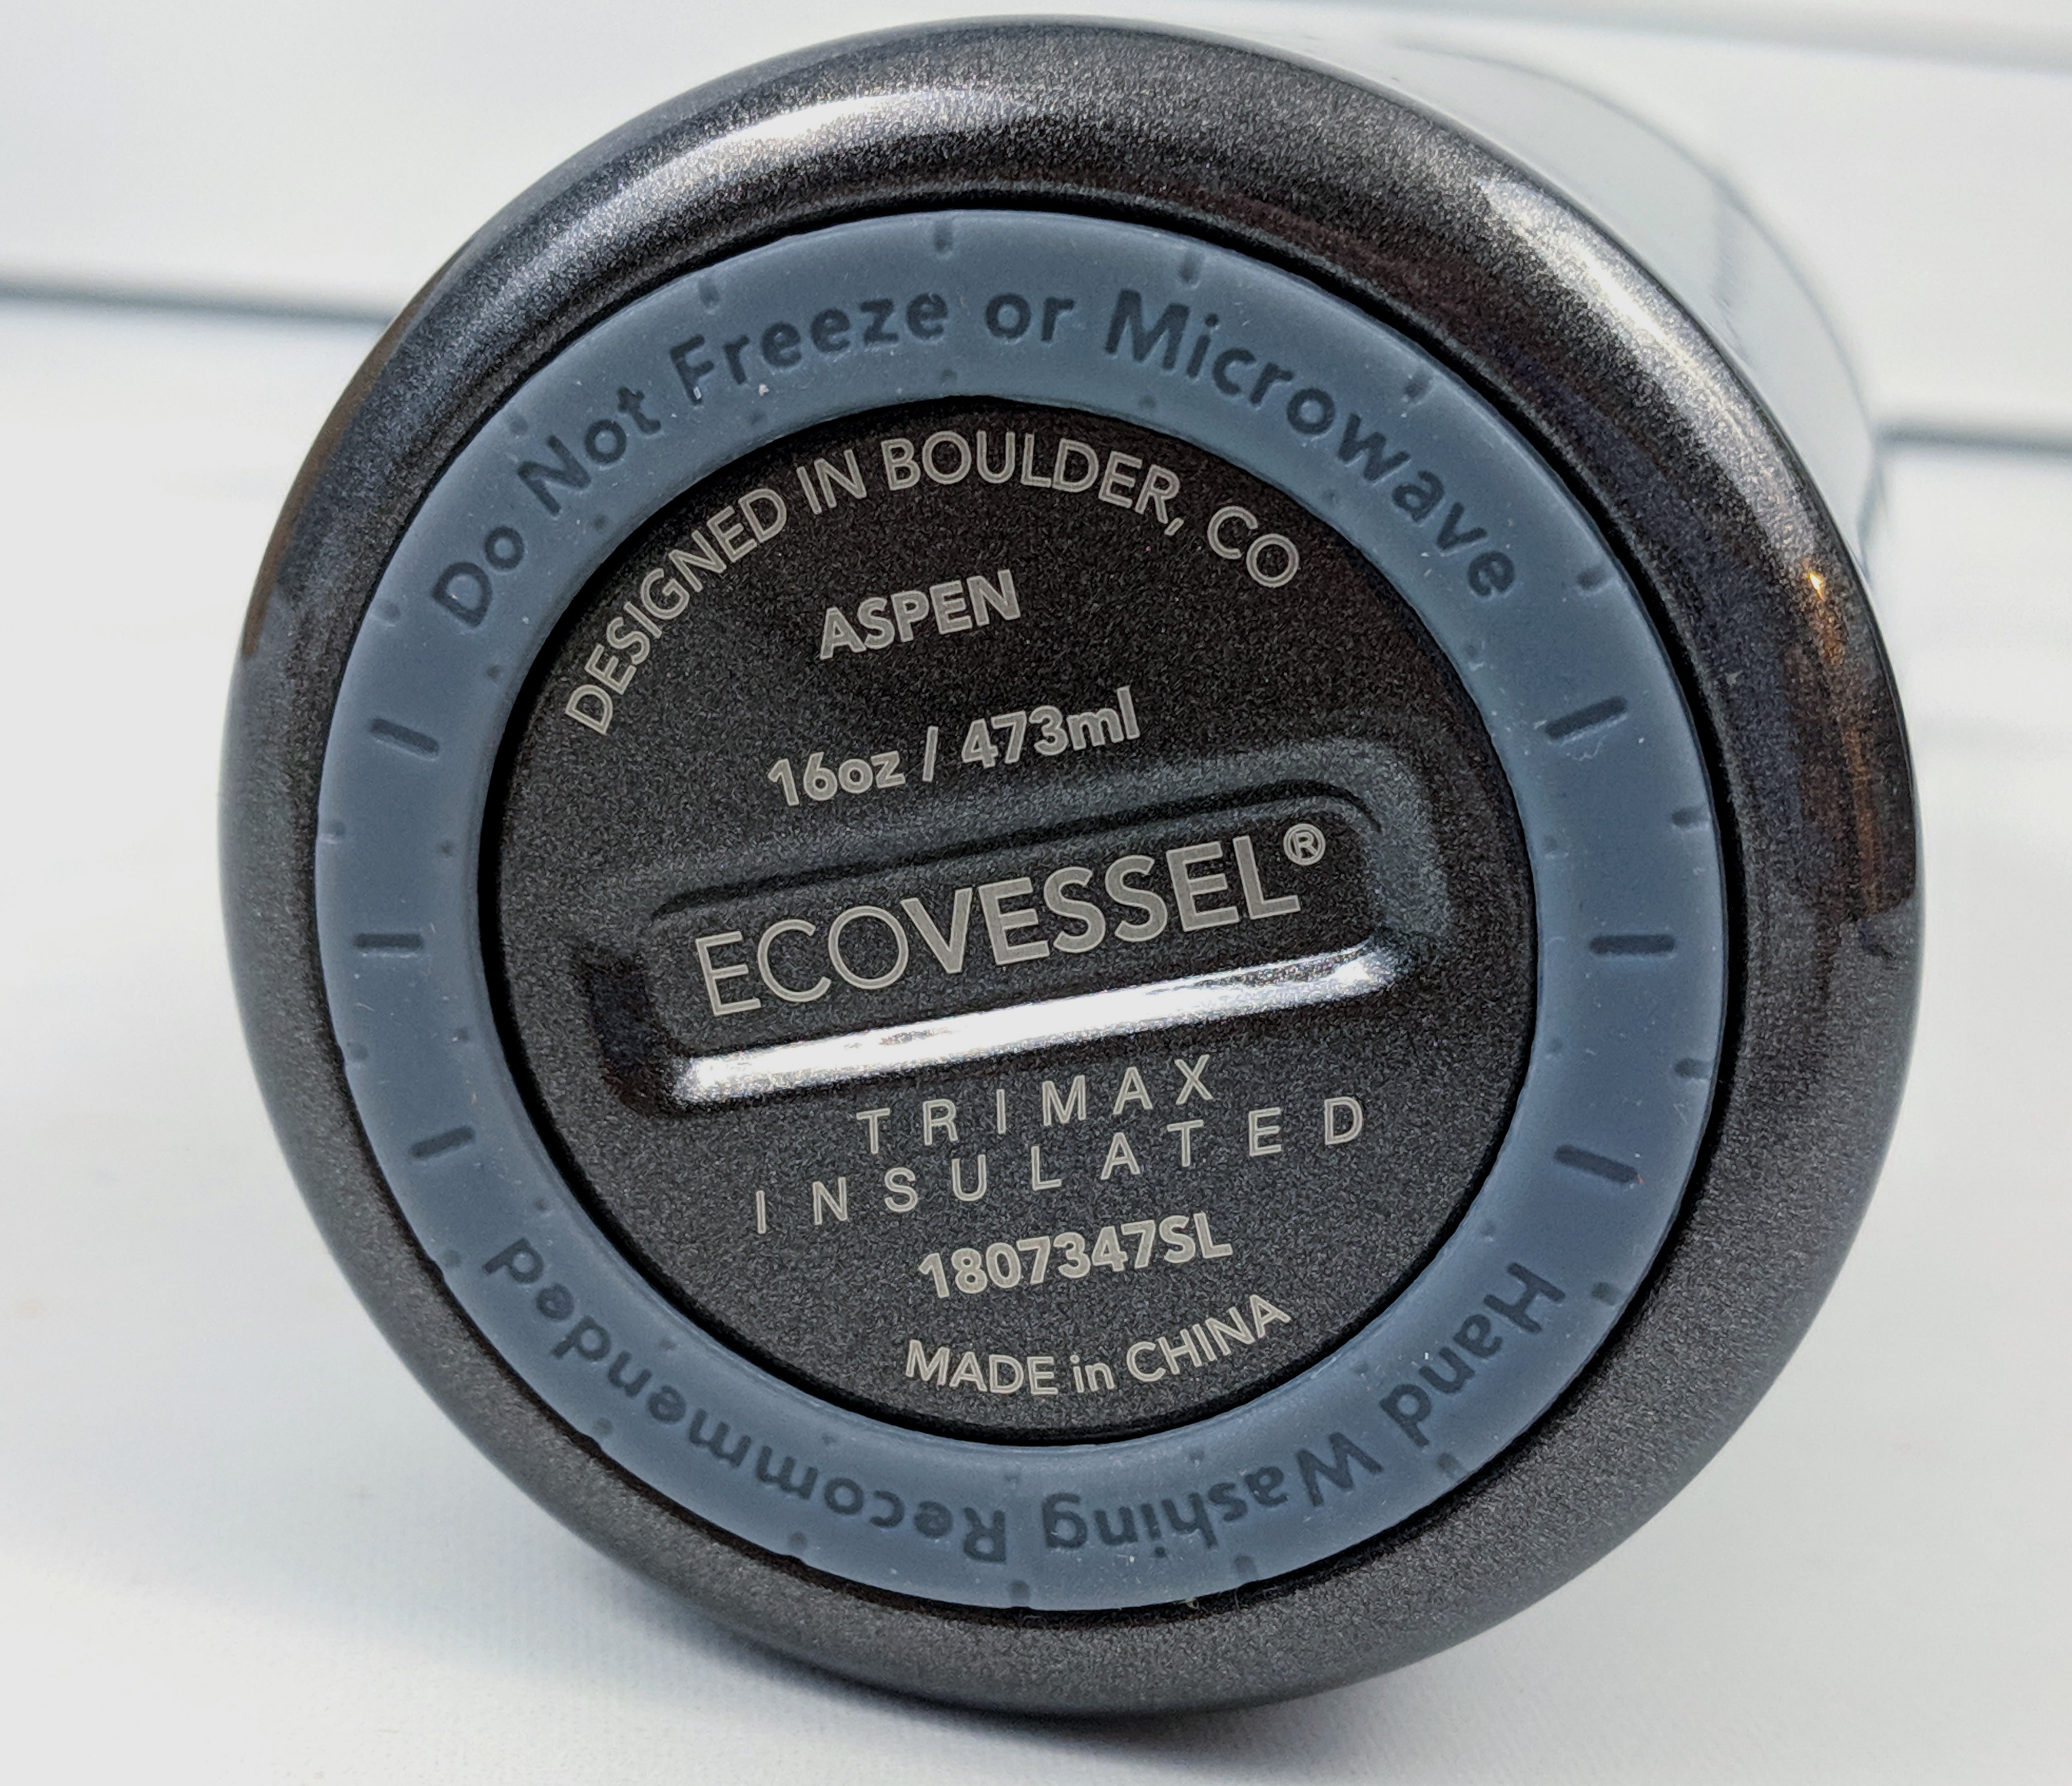 Do Not Freeze or Microwave
DESIGNED IN BOULDER, CO
ASPEN
16oz / 473ml
ECOVESSEL®
TRIMAX
INSULATED
1807347SL
MADE in CHINA
Hand Washing Recommended